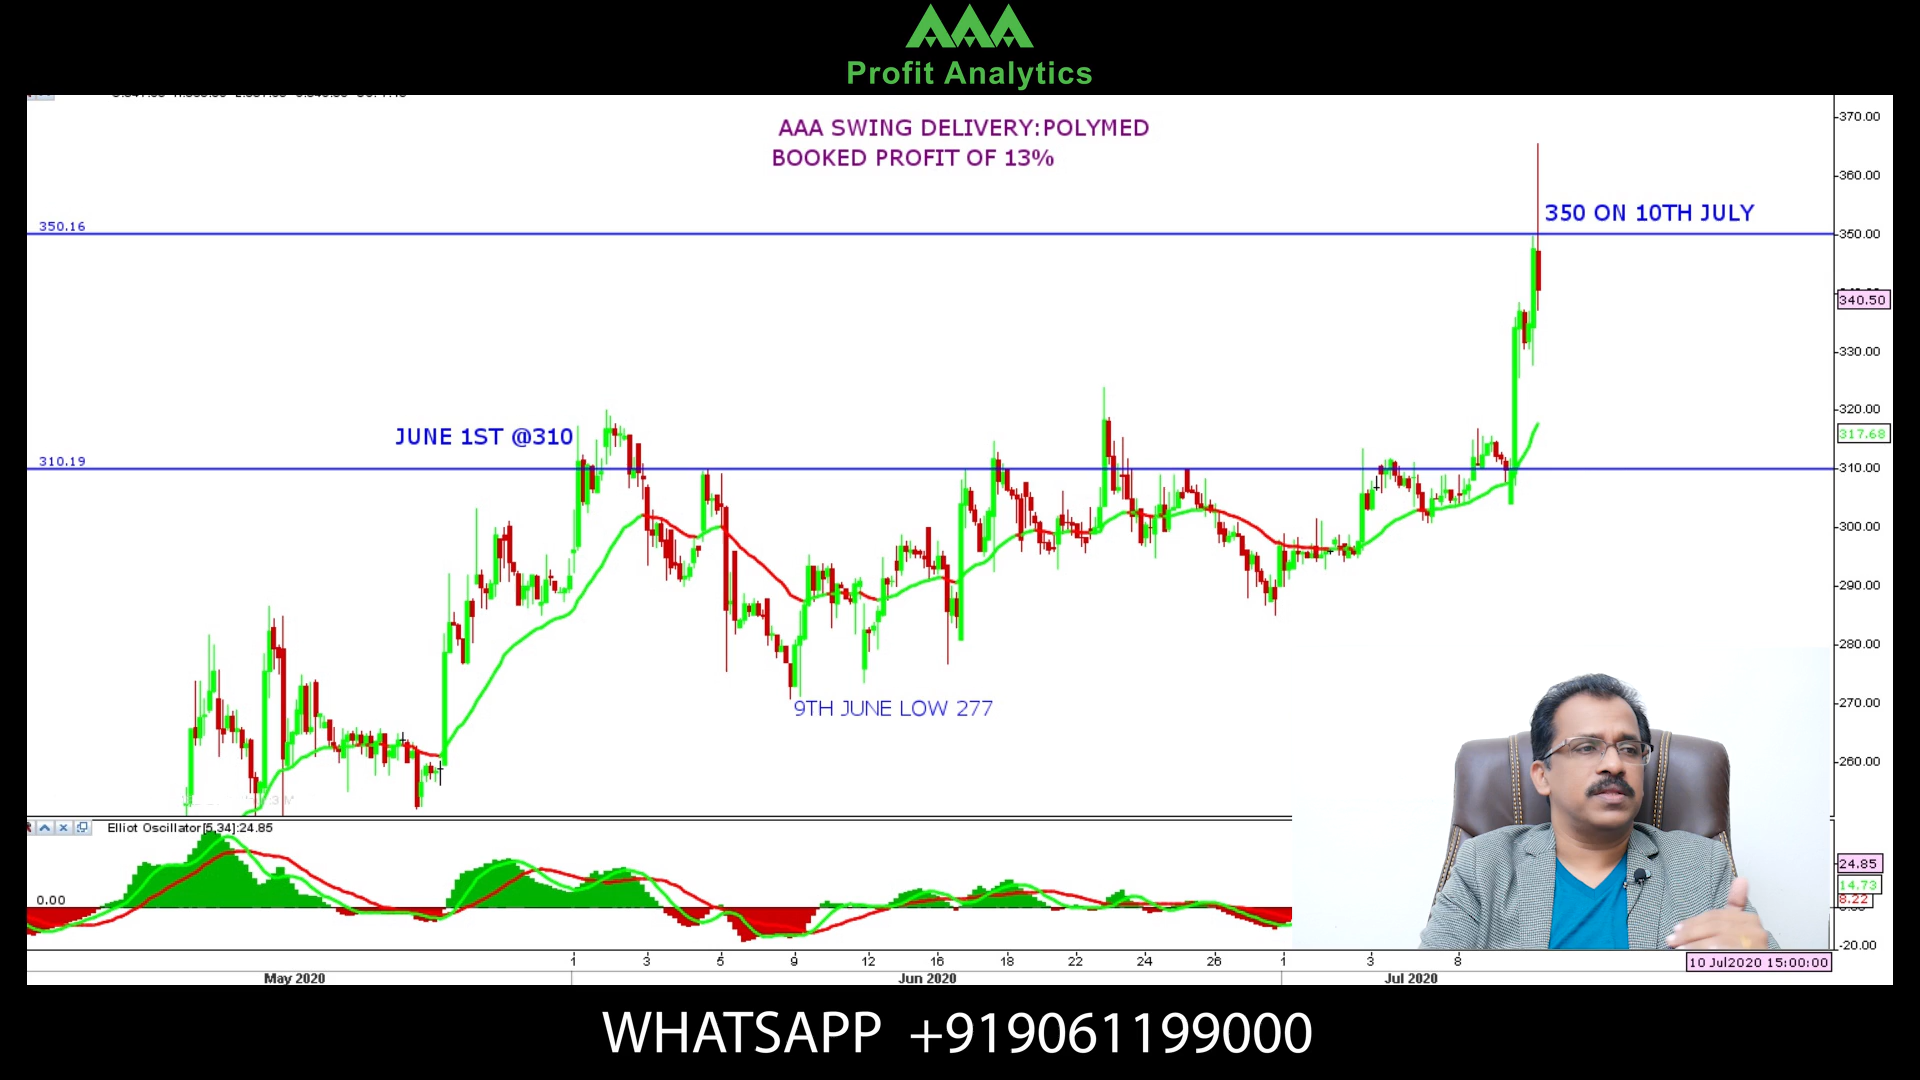 AAA
Profit Analytics
AAA SWING DELIVERY:POLYMED
BOOKED PROFIT OF 13%
370.00
360.00
350 ON 10TH JULY
350.16
350.00
340.50
330.00
320.00
JUNE 1ST @310
317.68
310.19
310.00
300.00
290.00
280.00
9TH JUNE LOW 277
270.00
260.00
Elliot Oscillator[5,34]:24.85
24.85
14.73
8.22
0.00
-20.00
1 3 5 9 12 16 18 22 24 26 1 3 8
10 Jul2020 15:00:00
May 2020 Jun 2020 Jul 2020
WHATSAPP +919061199000